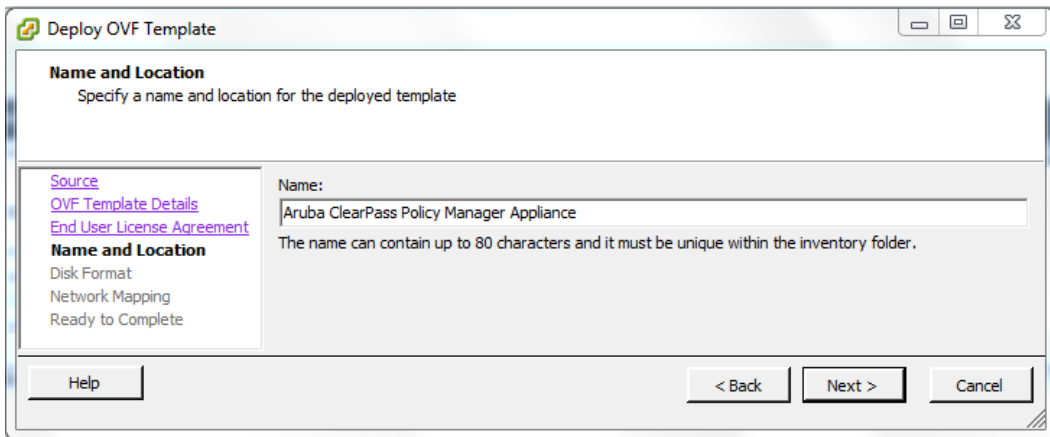 Deploy OVF Template
Name and Location
Specify a name and location for the deployed template
Source
OVF Template Details
End User License Agreement
Name and Location
Disk Format
Network Mapping
Ready to Complete
Name:
Aruba ClearPass Policy Manager Appliance
The name can contain up to 80 characters and it must be unique within the inventory folder.
Help
< Back
Next >
Cancel